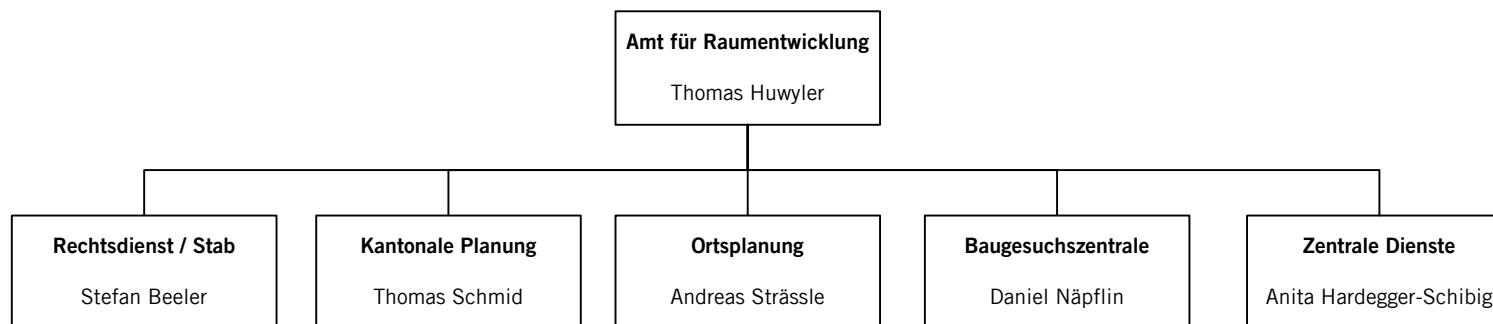 Amt für Raumentwicklung
Thomas Huwyler
Rechtsdienst / Stab
Stefan Beeler
Kantonale Planung
Thomas Schmid
Ortsplanung
Andreas Strässle
Baugesuchszentrale
Daniel Näpflin
Zentrale Dienste
Anita Hardegger-Schibig